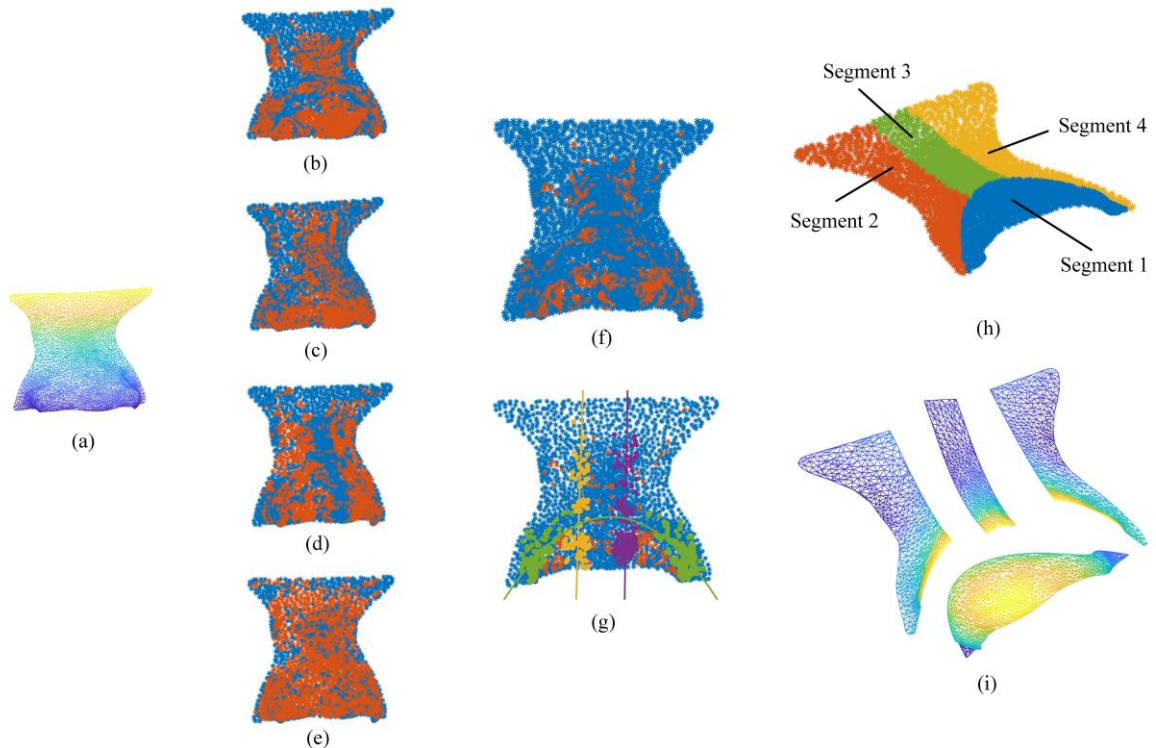 (a)
(b)
(c)
(d)
(e)
(f)
(g)
Segment 3
Segment 4
Segment 2
Segment 1
(h)
(i)